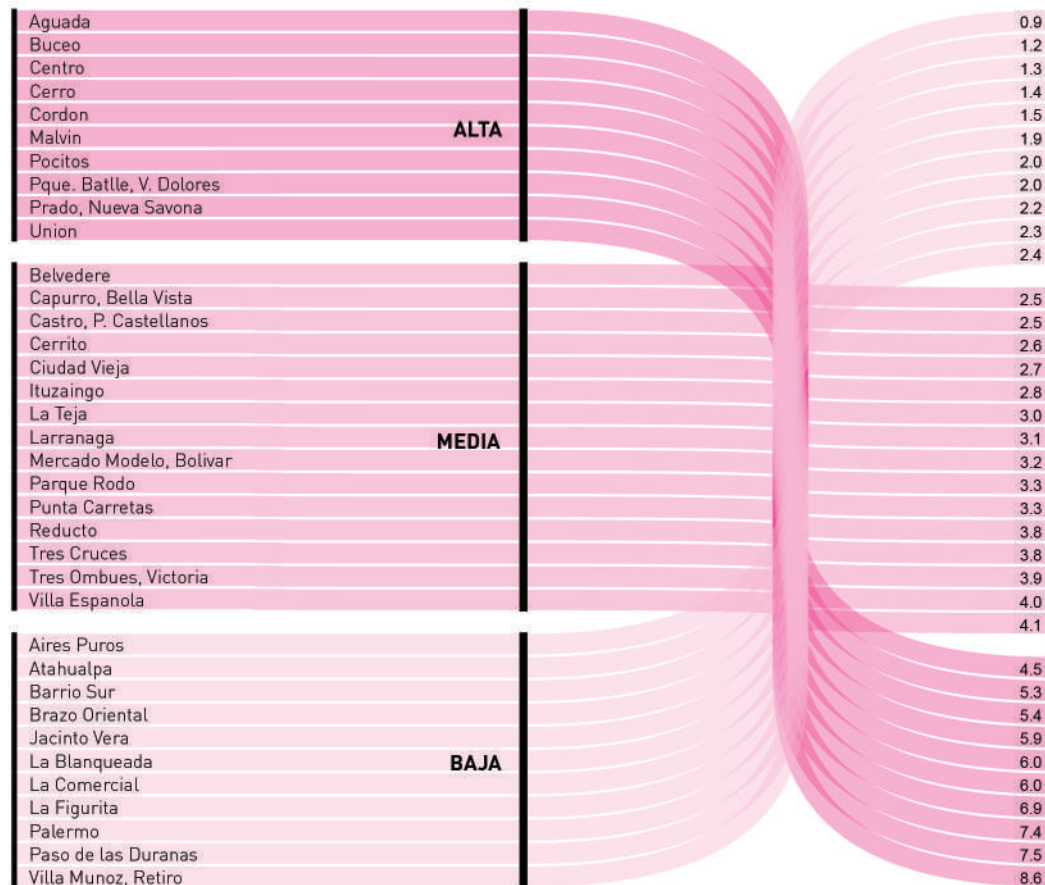 Aguada
Buceo
Centro
Cerro
Cordon
Malvin
Pocitos
Pque. Batlle, V. Dolores
Prado, Nueva Savona
Union
ALTA
Belvedere
Capurro, Bella Vista
Castro, P. Castellanos
Cerrito
Ciudad Vieja
Ituzaingo
La Teja
Larranaga
Mercado Modelo, Bolivar
Parque Rodo
Punta Carretas
Reducto
Tres Cruces
Tres Ombues, Victoria
Villa Espanola
MEDIA
Aires Puros
Atahualpa
Barrio Sur
Brazo Oriental
Jacinto Vera
La Blanqueada
La Comercial
La Figurita
Palermo
Paso de las Duranas
Villa Munoz, Retiro
BAJA
0.9
1.2
1.3
1.4
1.5
1.9
2.0
2.0
2.2
2.3
2.4
2.5
2.5
2.6
2.7
2.8
3.0
3.1
3.2
3.3
3.3
3.8
3.8
3.9
4.0
4.1
4.5
5.3
5.4
5.9
6.0
6.0
6.9
7.4
7.5
8.6